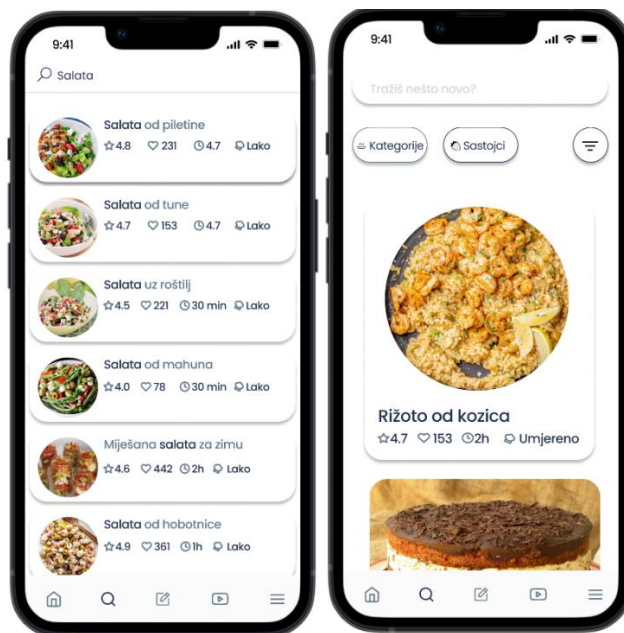 9:41
Salata
Salata od piletine
4.8 231 4.7 Lako
Salata od tune
4.7 153 4.7 Lako
Salata uz roštilj
4.5 221 30 min Lako
Salata od mahuna
4.0 78 30 min Lako
Miješana salata za zimu
4.6 442 2h Lako
Salata od hobotnice
4.9 361 1h Lako
9:41
Tražiš nešto novo?
Kategorije Sastojci
Rižoto od kozica
4.7 153 2h Umjereno